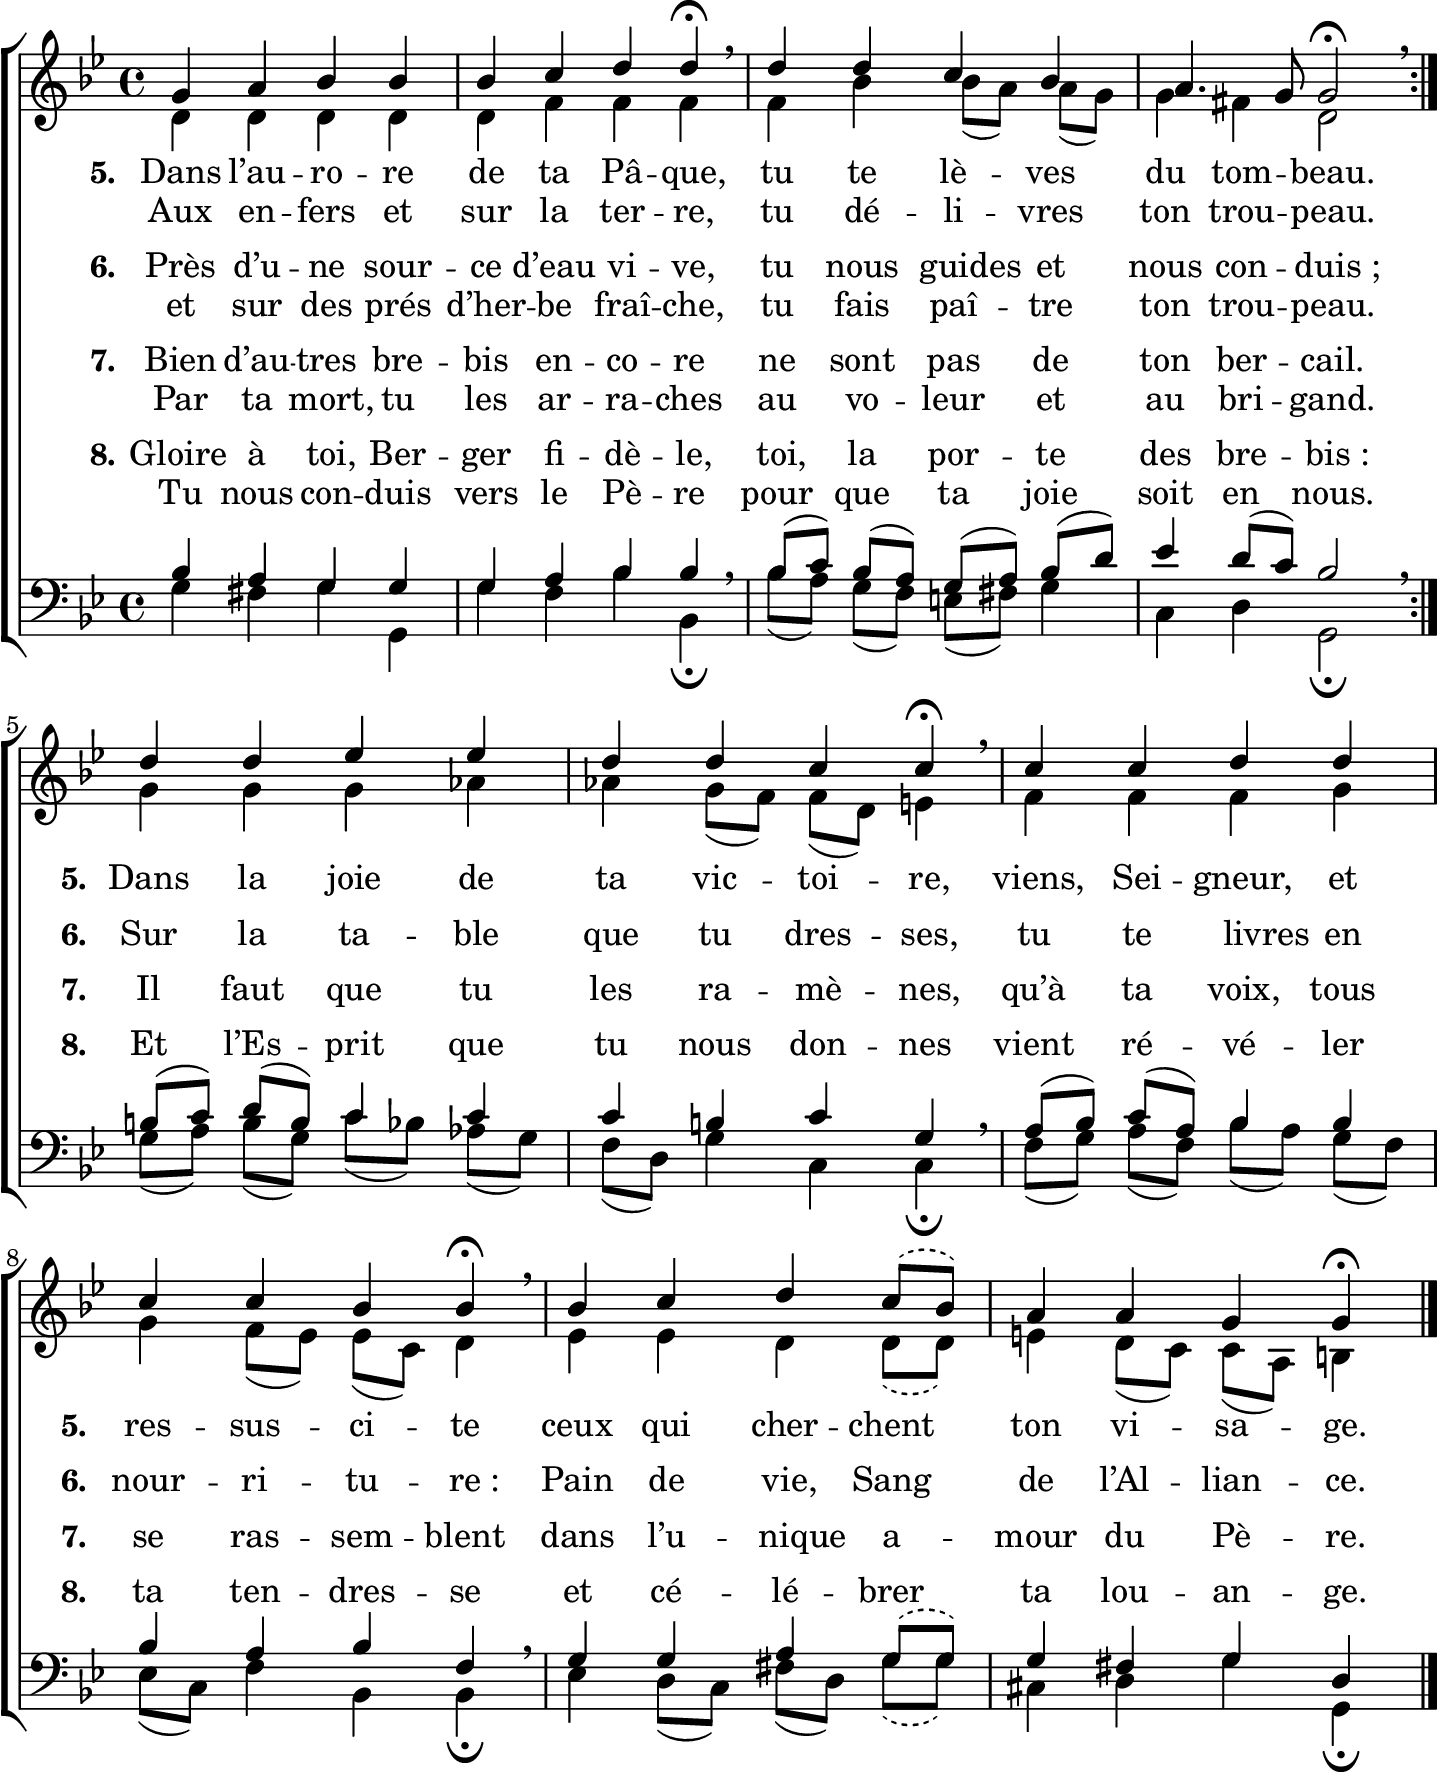 5. Dans l’au -- ro -- re de ta Pâ -- que, tu te lè -- ves du tom -- beau.
Aux en -- fers et sur la ter -- re, tu dé -- li -- vres ton trou -- peau.
6. Près d’u -- ne sour -- ce d’eau vi -- ve, tu nous guides et nous con -- duis ;
et sur des prés d’her -- be fraî -- che, tu fais paî -- tre ton trou -- peau.
7. Bien d’au -- tres bre -- bis en -- co -- re ne sont pas de ton ber -- cail.
Par ta mort, tu les ar -- ra -- ches au vo -- leur et au bri -- gand.
8. Gloire à toi, Ber -- ger fi -- dè -- le, toi, la por -- te des bre -- bis :
Tu nous con -- duis vers le Pè -- re pour que ta joie soit en nous.
5
5. Dans la joie de ta vic -- toi -- re, viens, Sei -- gneur, et
6. Sur la ta -- ble que tu dres -- ses, tu te livres en
7. Il faut que tu les ra -- mè -- nes, qu’à ta voix, tous
8. Et l’Es -- prit que tu nous don -- nes vient ré -- vé -- ler
8
5. res -- sus -- ci -- te ceux qui cher -- chent ton vi -- sa -- ge.
6. nour -- ri -- tu -- re : Pain de vie, Sang de l’Al -- lian -- ce.
7. se ras -- sem -- blent dans l’u -- nique a -- mour du Pè -- re.
8. ta ten -- dres -- se et cé -- lé -- brer ta lou -- an -- ge.